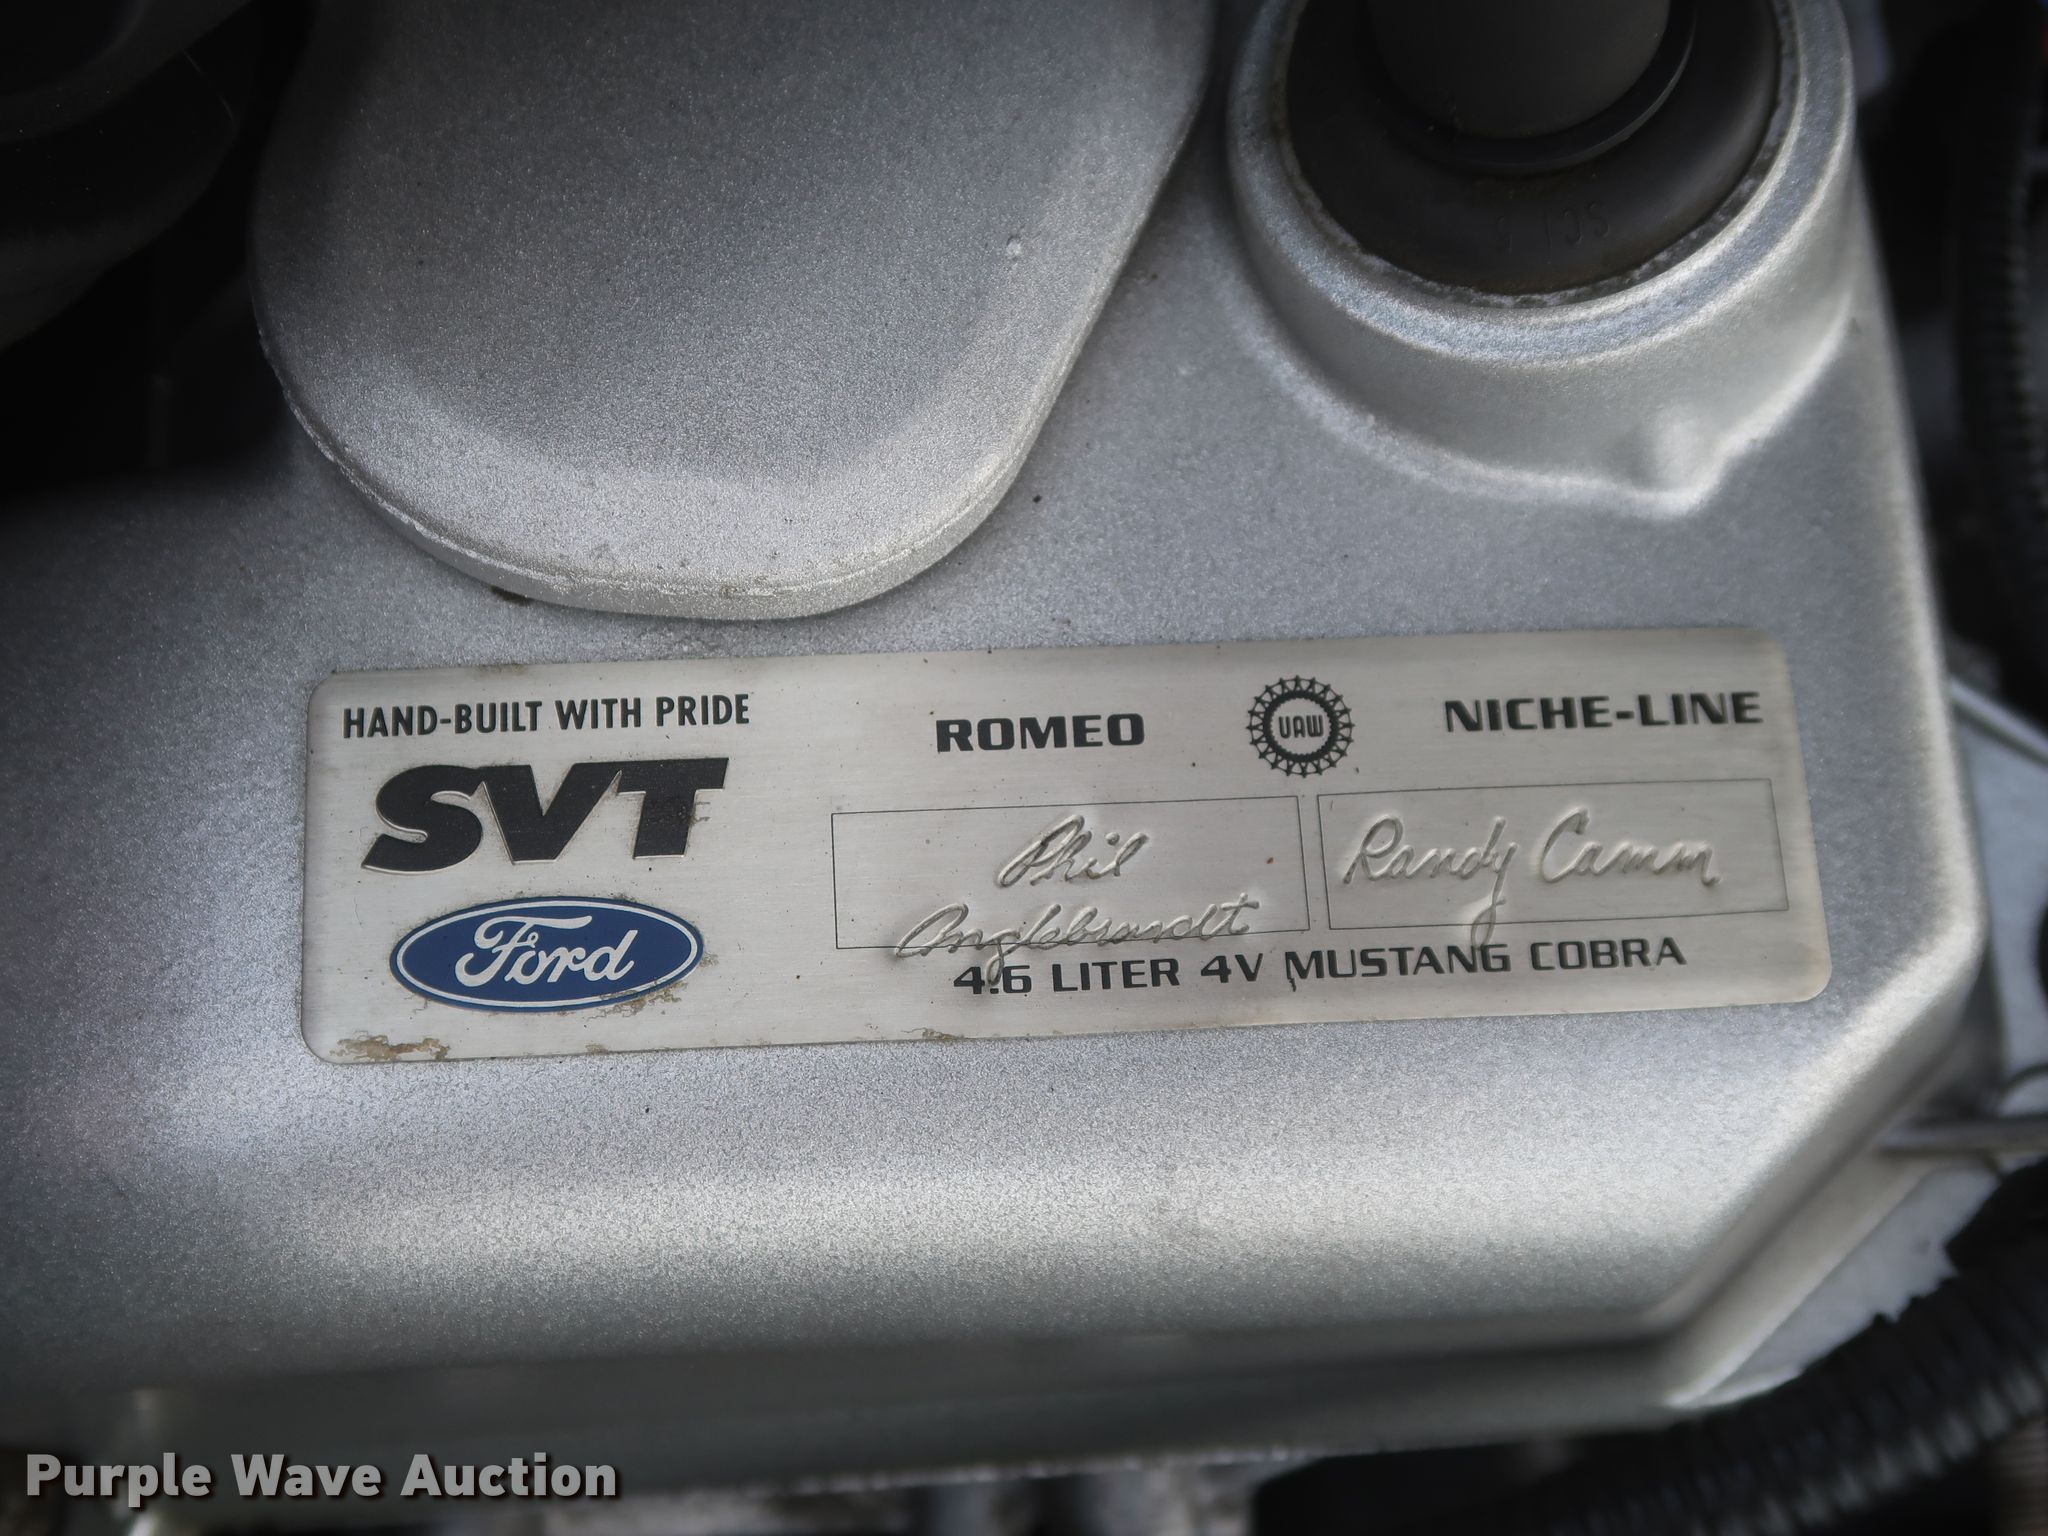 HAND-BUILT WITH PRIDE
SVT
Ford
ROMEO
UAW
NICHE-LINE
Phil
Anglebrandt
Randy Camm
4.6 LITER 4V MUSTANG COBRA
Purple Wave Auction